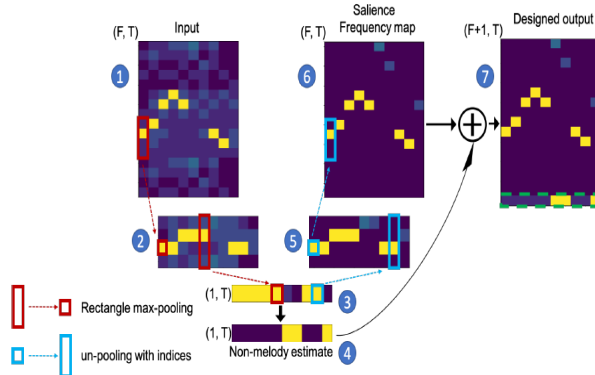 Input
Salience
Frequency map
Designed output
(F, T)
(F, T)
(F+1, T)
1
6
7
2
5
(1, T)
3
Rectangle max-pooling
(1, T)
4
Non-melody estimate
un-pooling with indices